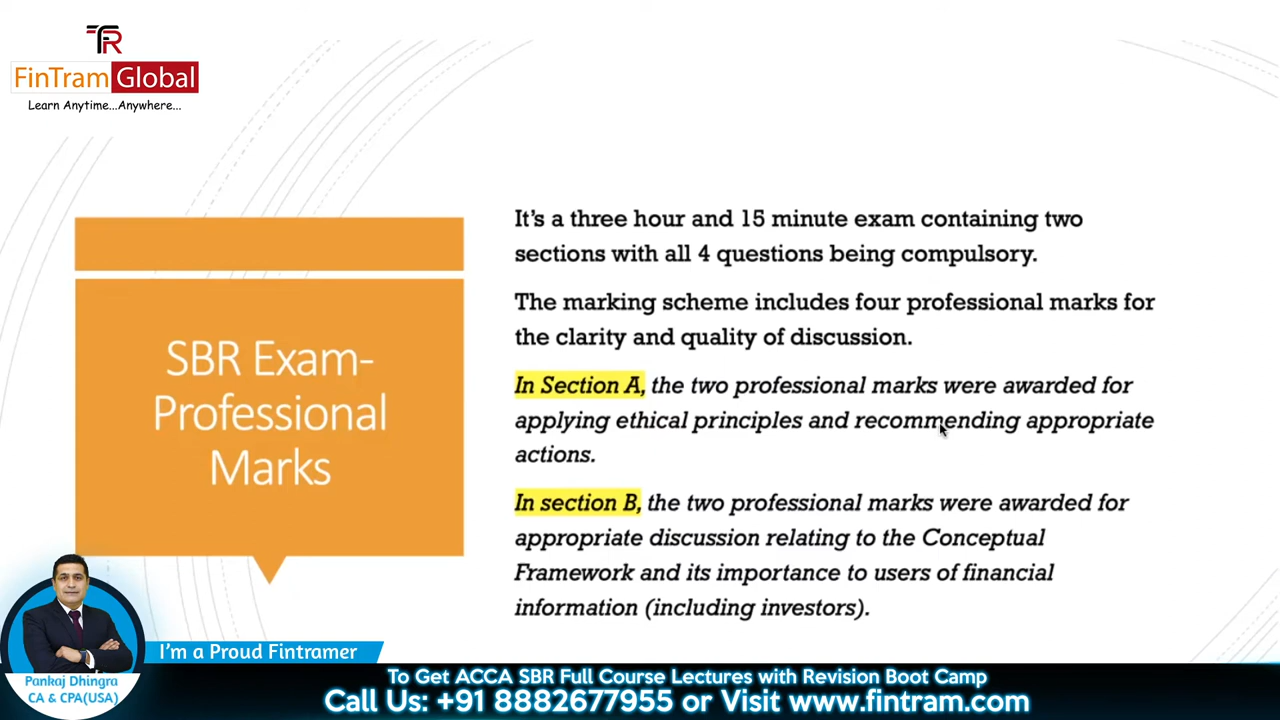 FR
FinTram Global
Learn Anytime...Anywhere...
SBR Exam-
Professional
Marks
It's a three hour and 15 minute exam containing two
sections with all 4 questions being compulsory.
The marking scheme includes four professional marks for
the clarity and quality of discussion.
In Section A, the two professional marks were awarded for
applying ethical principles and recommending appropriate
actions.
In section B, the two professional marks were awarded for
appropriate discussion relating to the Conceptual
Framework and its importance to users of financial
information (including investors).
I'm a Proud Fintramer
Pankaj Dhingra
CA & CPA(USA)
To Get ACCA SBR Full Course Lectures with Revision Boot Camp
Call Us: +91 8882677955 or Visit www.fintram.com